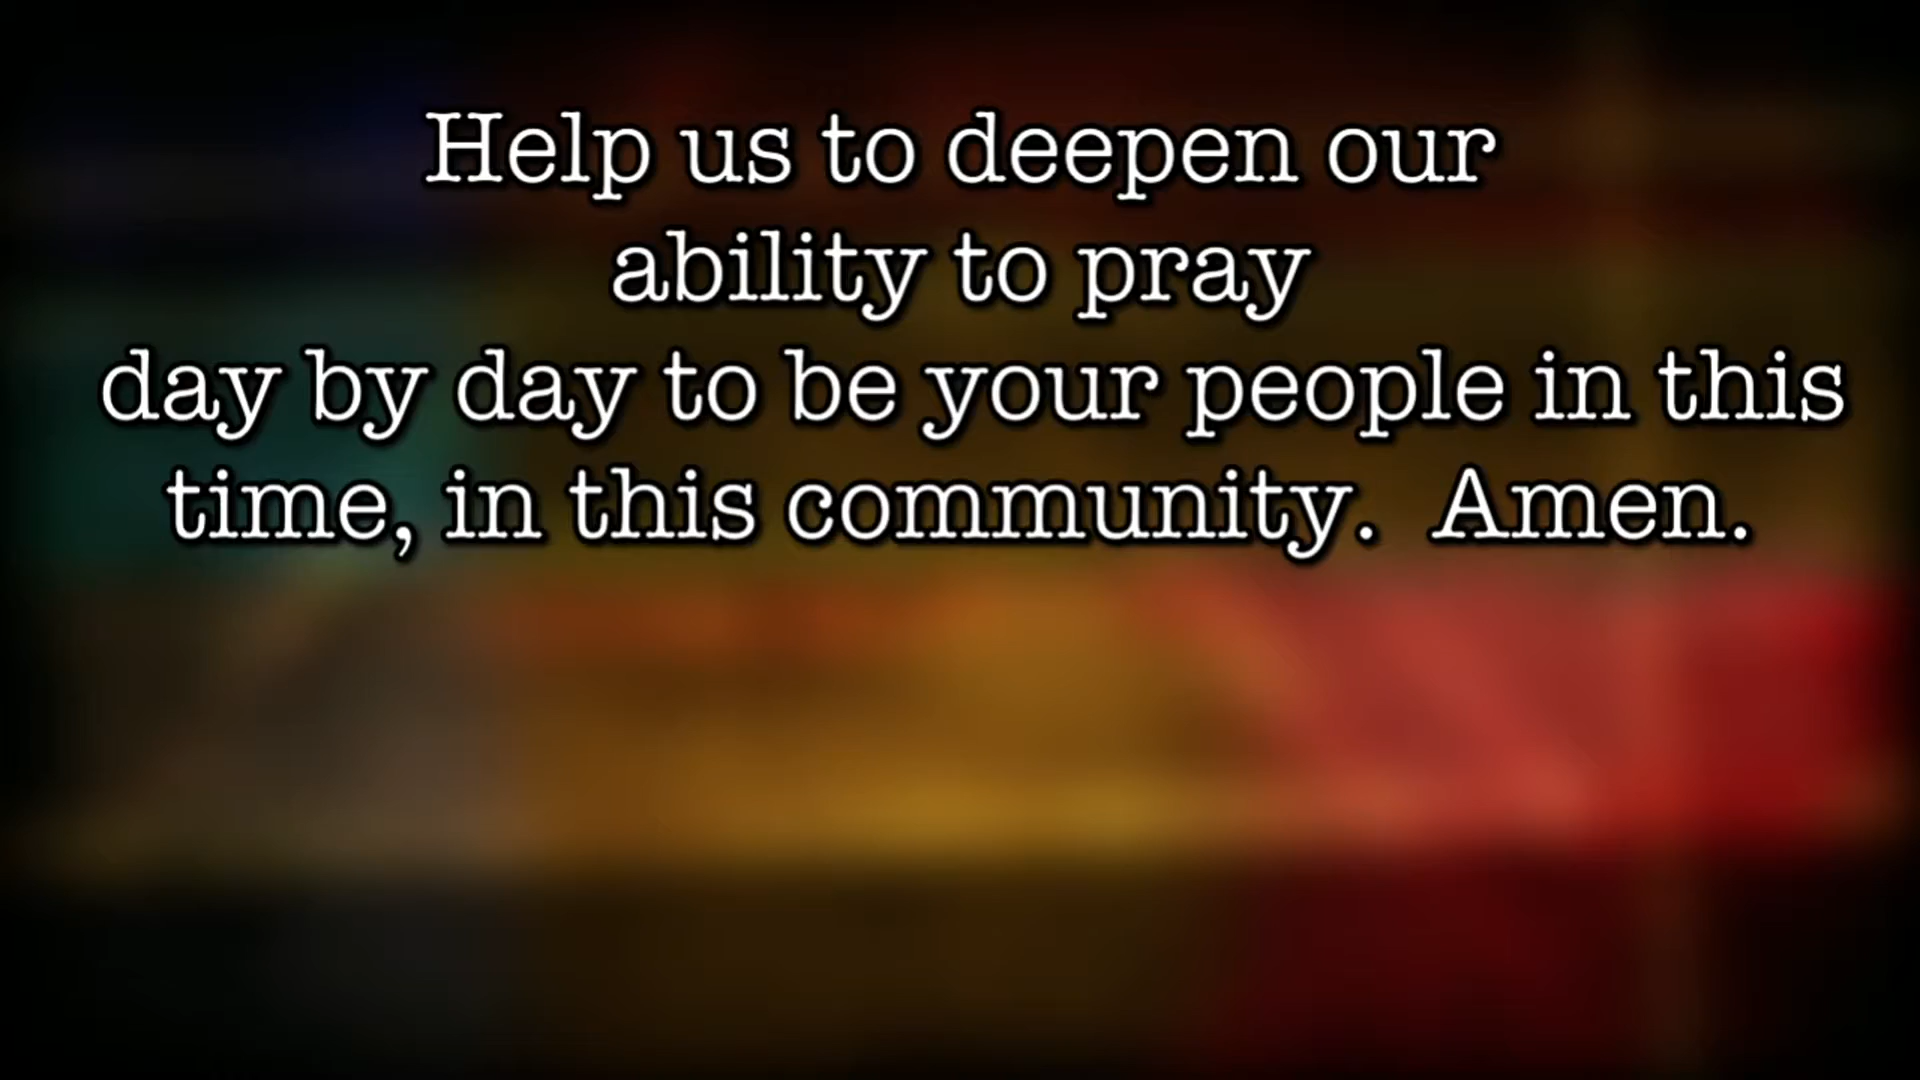 Help us to deepen our
ability to pray
day by day to be your people in this
time, in this community.  Amen.